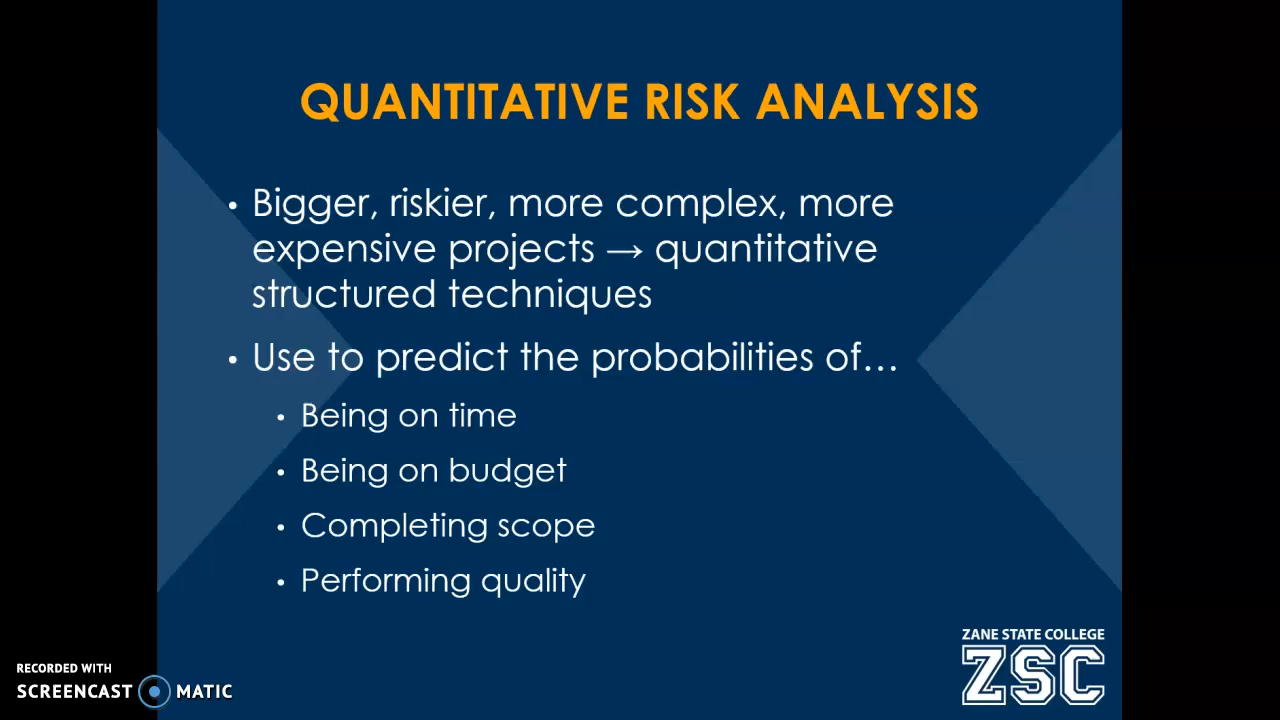 QUANTITATIVE RISK ANALYSIS
• Bigger, riskier, more complex, more
expensive projects → quantitative
structured techniques
• Use to predict the probabilities of…
• Being on time
• Being on budget
• Completing scope
• Performing quality
ZANE STATE COLLEGE
ZSC
RECORDED WITH
SCREENCAST MATIC